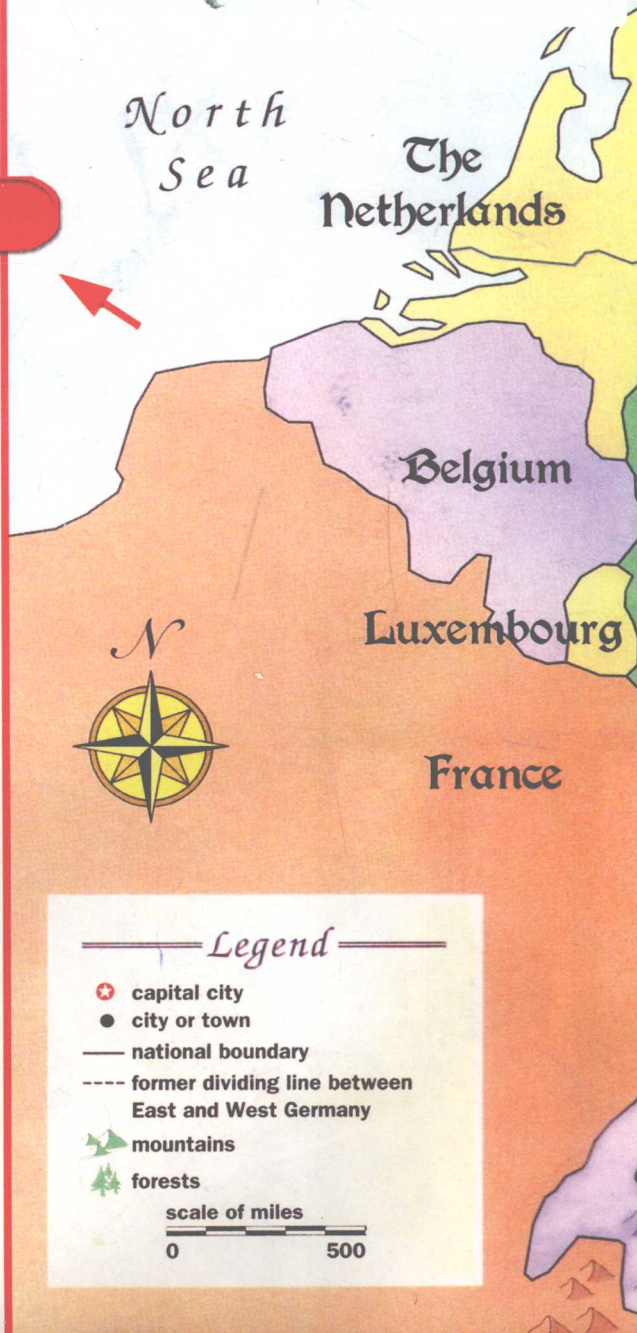 North
Sea
The
Netherlands
Belgium
Luxembourg
N
France
Legend
capital city
city or town
national boundary
former dividing line between
East and West Germany
mountains
forests
scale of miles
0 500